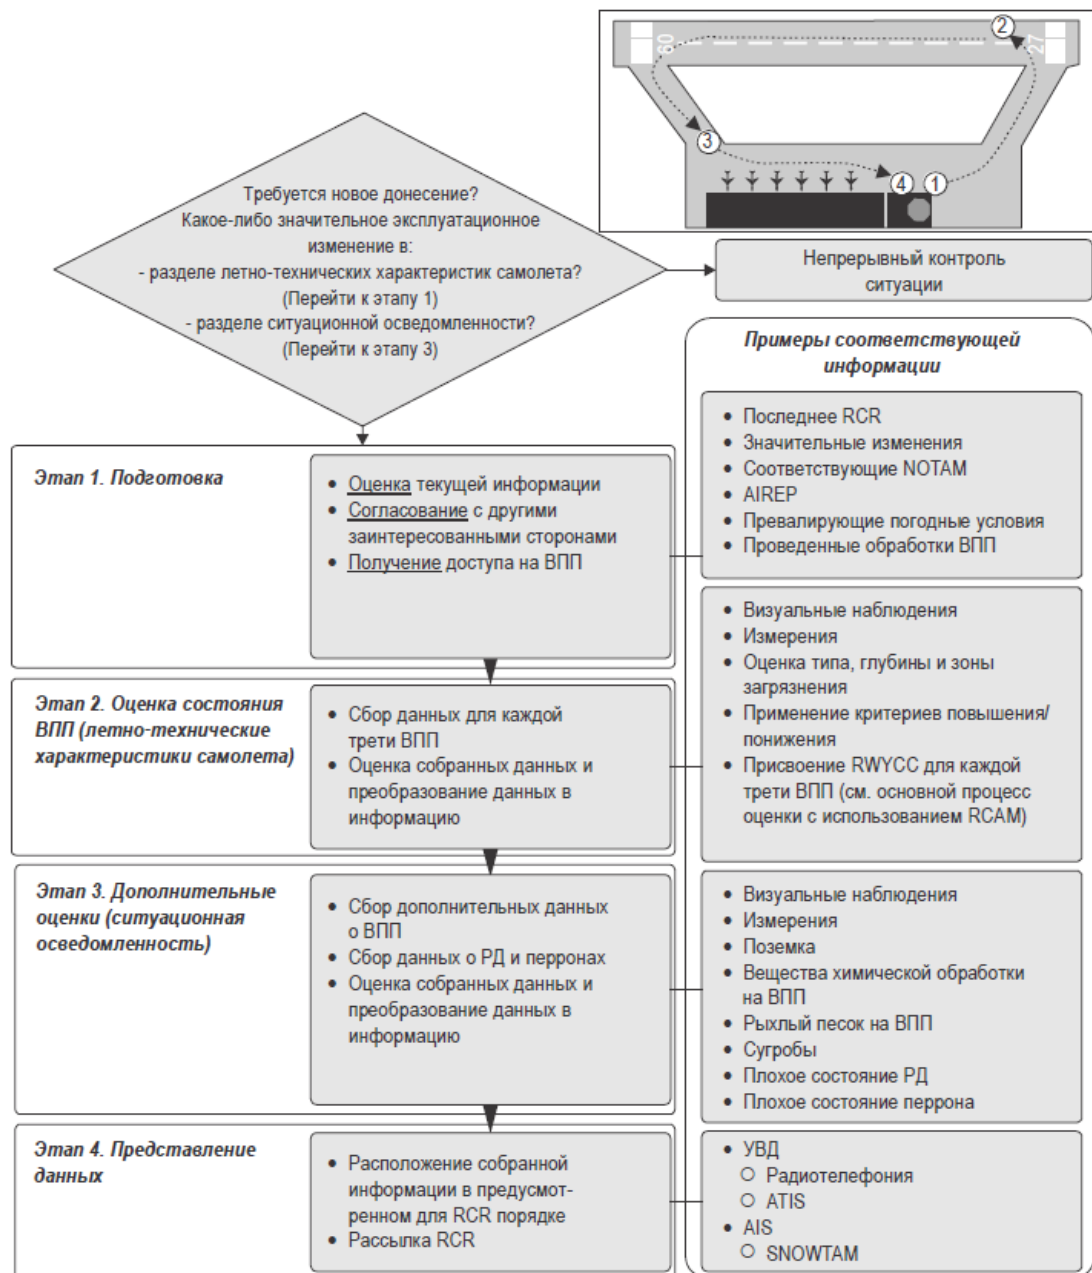 2
60
27
3
4
1
Требуется новое донесение?
Какое-либо значительное эксплуатационное
изменение в:
- разделе летно-технических характеристик самолета?
(Перейти к этапу 1)
- разделе ситуационной осведомленности?
(Перейти к этапу 3)
Непрерывный контроль
ситуации
Примеры соответствующей
информации
Этап 1. Подготовка
• Оценка текущей информации
• Согласование с другими
заинтересованными сторонами
• Получение доступа на ВПП
• Последнее RCR
• Значительные изменения
• Соответствующие NOTAM
• AIREP
• Превалирующие погодные условия
• Проведенные обработки ВПП
Этап 2. Оценка состояния
ВПП (летно-технические
характеристики самолета)
• Сбор данных для каждой
трети ВПП
• Оценка собранных данных и
преобразование данных в
информацию
• Визуальные наблюдения
• Измерения
• Оценка типа, глубины и зоны
загрязнения
• Применение критериев повышения/
понижения
• Присвоение RWYCC для каждой
трети ВПП (см. основной процесс
оценки с использованием RCAM)
Этап 3. Дополнительные
оценки (ситуационная
осведомленность)
• Сбор дополнительных данных
о ВПП
• Сбор данных о РД и перронах
• Оценка собранных данных и
преобразование данных в
информацию
• Визуальные наблюдения
• Измерения
• Поземка
• Вещества химической обработки
на ВПП
• Рыхлый песок на ВПП
• Сугробы
• Плохое состояние РД
• Плохое состояние перрона
Этап 4. Представление
данных
• Расположение собранной
информации в предусмот-
ренном для RCR порядке
• Рассылка RCR
• УВД
○ Радиотелефония
○ ATIS
• AIS
○ SNOWTAM